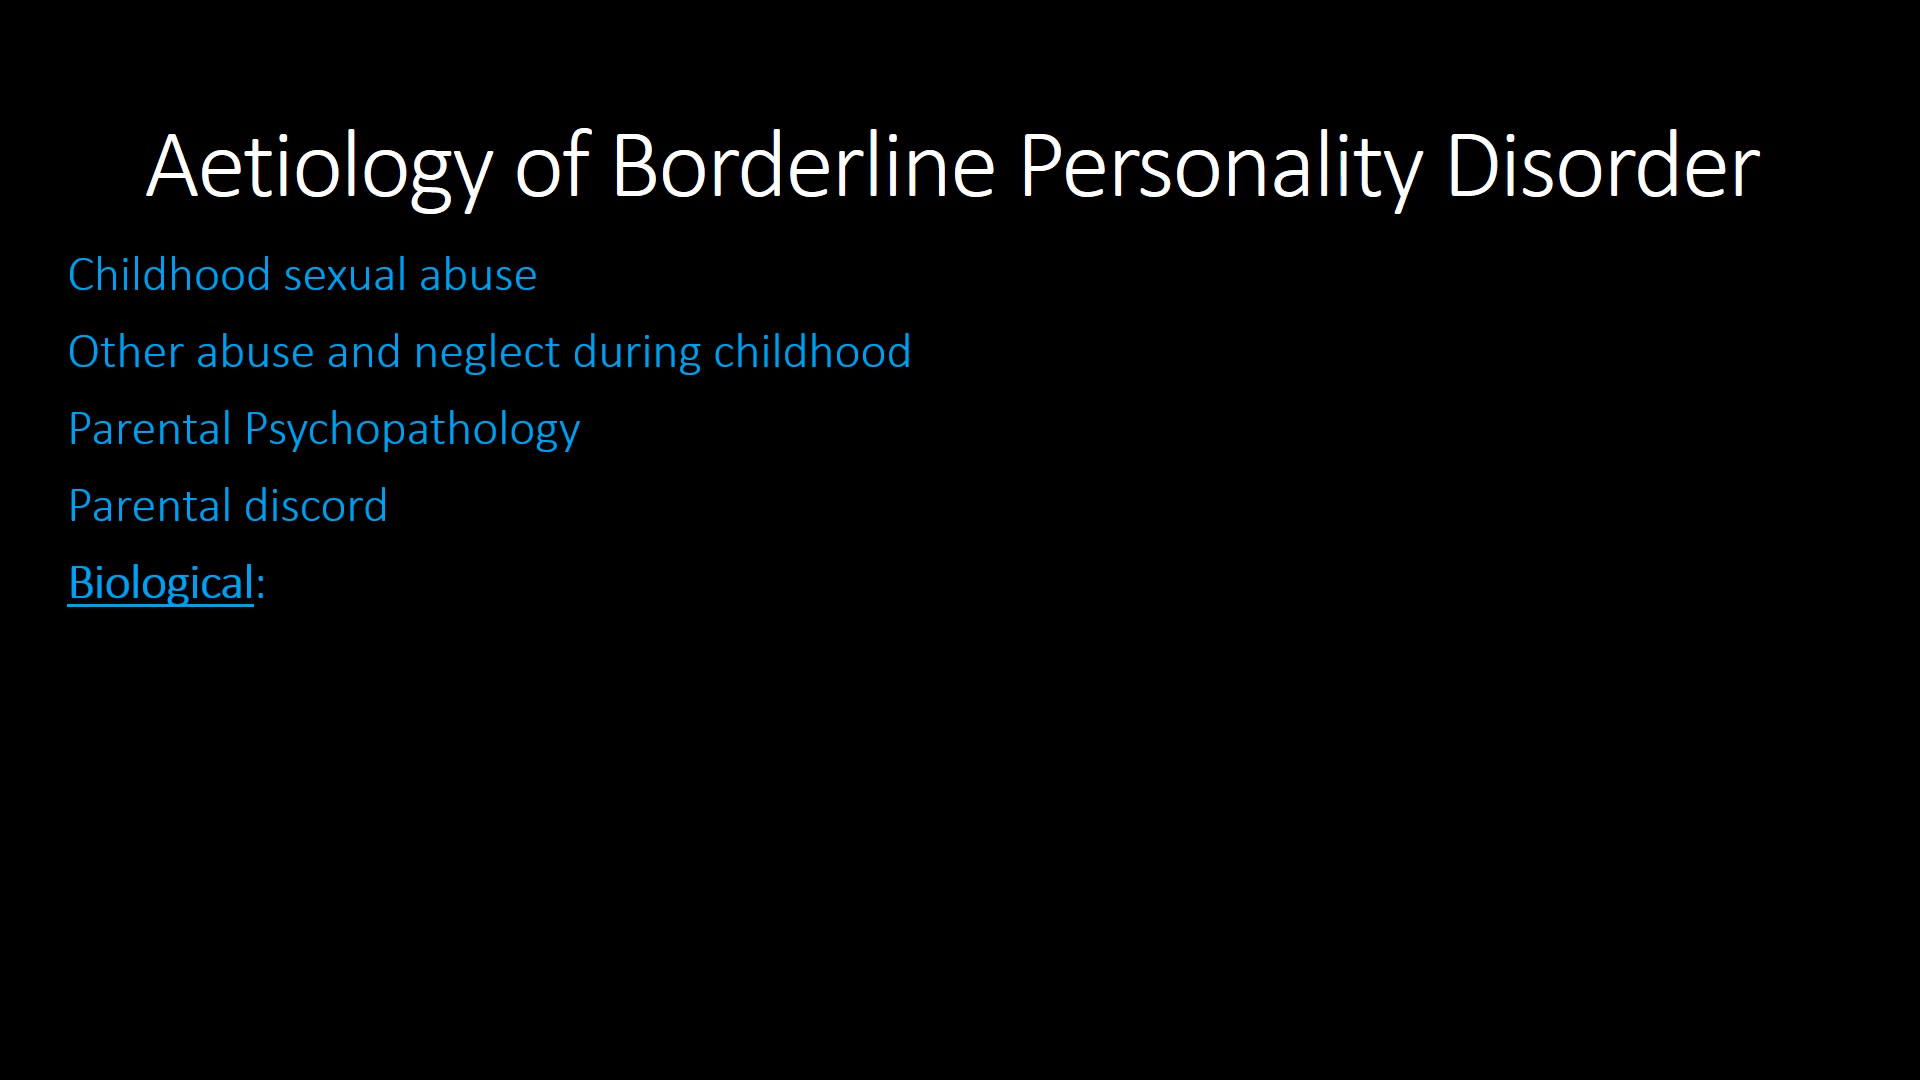 Aetiology of Borderline Personality Disorder
Childhood sexual abuse
Other abuse and neglect during childhood
Parental Psychopathology
Parental discord
Biological: